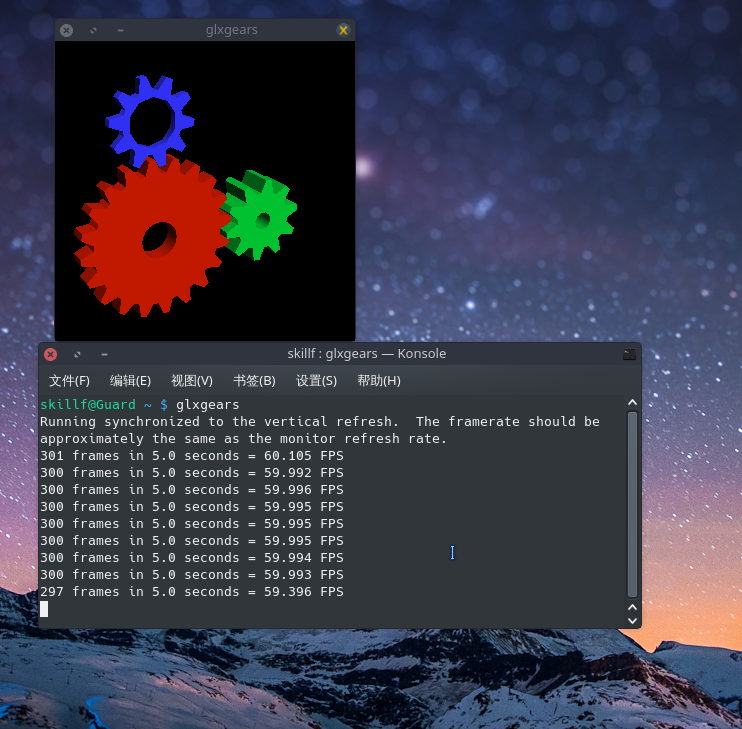 glxgears
skillf : glxgears — Konsole
文件(F) 编辑(E) 视图(V) 书签(B) 设置(S) 帮助(H)
skillf@Guard ~ $ glxgears
Running synchronized to the vertical refresh.  The framerate should be
approximately the same as the monitor refresh rate.
301 frames in 5.0 seconds = 60.105 FPS
300 frames in 5.0 seconds = 59.992 FPS
300 frames in 5.0 seconds = 59.996 FPS
300 frames in 5.0 seconds = 59.995 FPS
300 frames in 5.0 seconds = 59.995 FPS
300 frames in 5.0 seconds = 59.995 FPS
300 frames in 5.0 seconds = 59.994 FPS
300 frames in 5.0 seconds = 59.993 FPS
297 frames in 5.0 seconds = 59.396 FPS